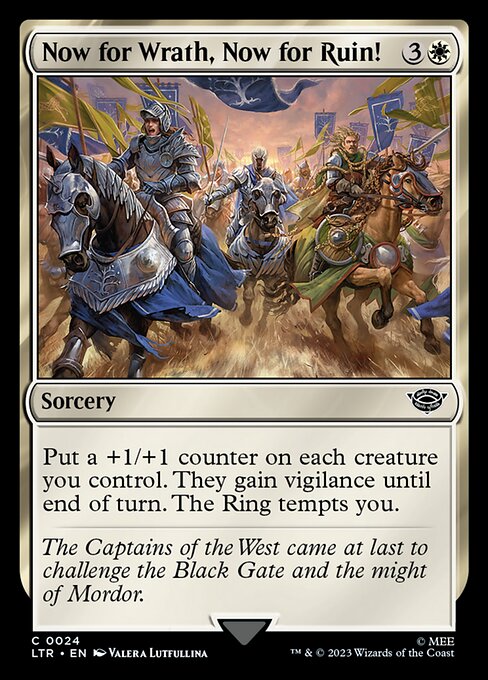 Now for Wrath, Now for Ruin! 3
Sorcery
Put a +1/+1 counter on each creature
you control. They gain vigilance until
end of turn. The Ring tempts you.
The Captains of the West came at last to
challenge the Black Gate and the might
of Mordor.
C 0024
LTR • EN VALERA LUTFULLINA
© MEE
™ & © 2023 Wizards of the Coast